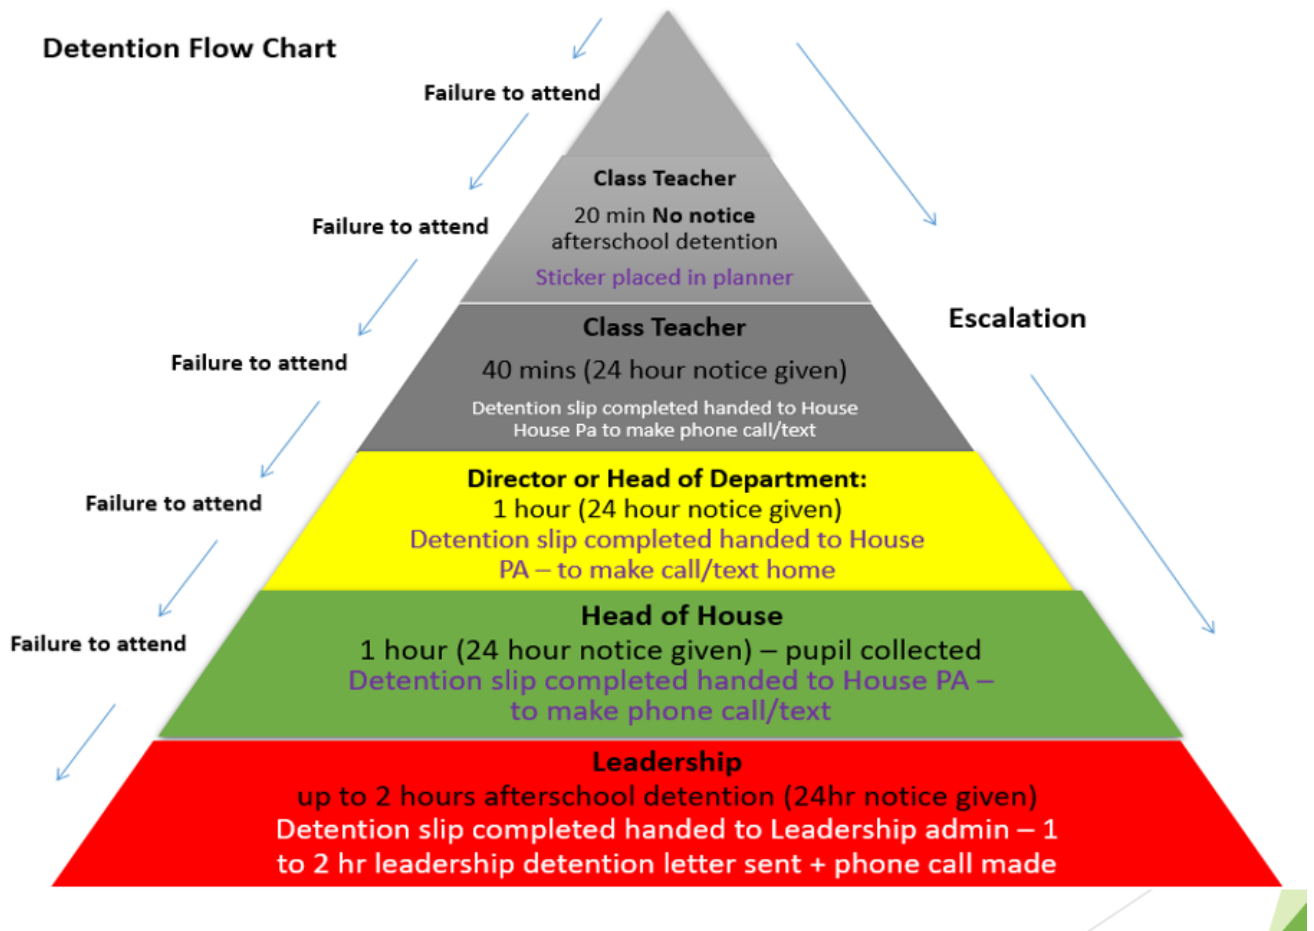 Detention Flow Chart
Failure to attend
Class Teacher
20 min No notice
afterschool detention
Sticker placed in planner
Failure to attend
Escalation
Class Teacher
40 mins (24 hour notice given)
Detention slip completed handed to House
House Pa to make phone call/text
Failure to attend
Director or Head of Department:
1 hour (24 hour notice given)
Detention slip completed handed to House
PA – to make call/text home
Failure to attend
Head of House
1 hour (24 hour notice given) – pupil collected
Detention slip completed handed to House PA –
to make phone call/text
Failure to attend
Leadership
up to 2 hours afterschool detention (24hr notice given)
Detention slip completed handed to Leadership admin – 1
to 2 hr leadership detention letter sent + phone call made